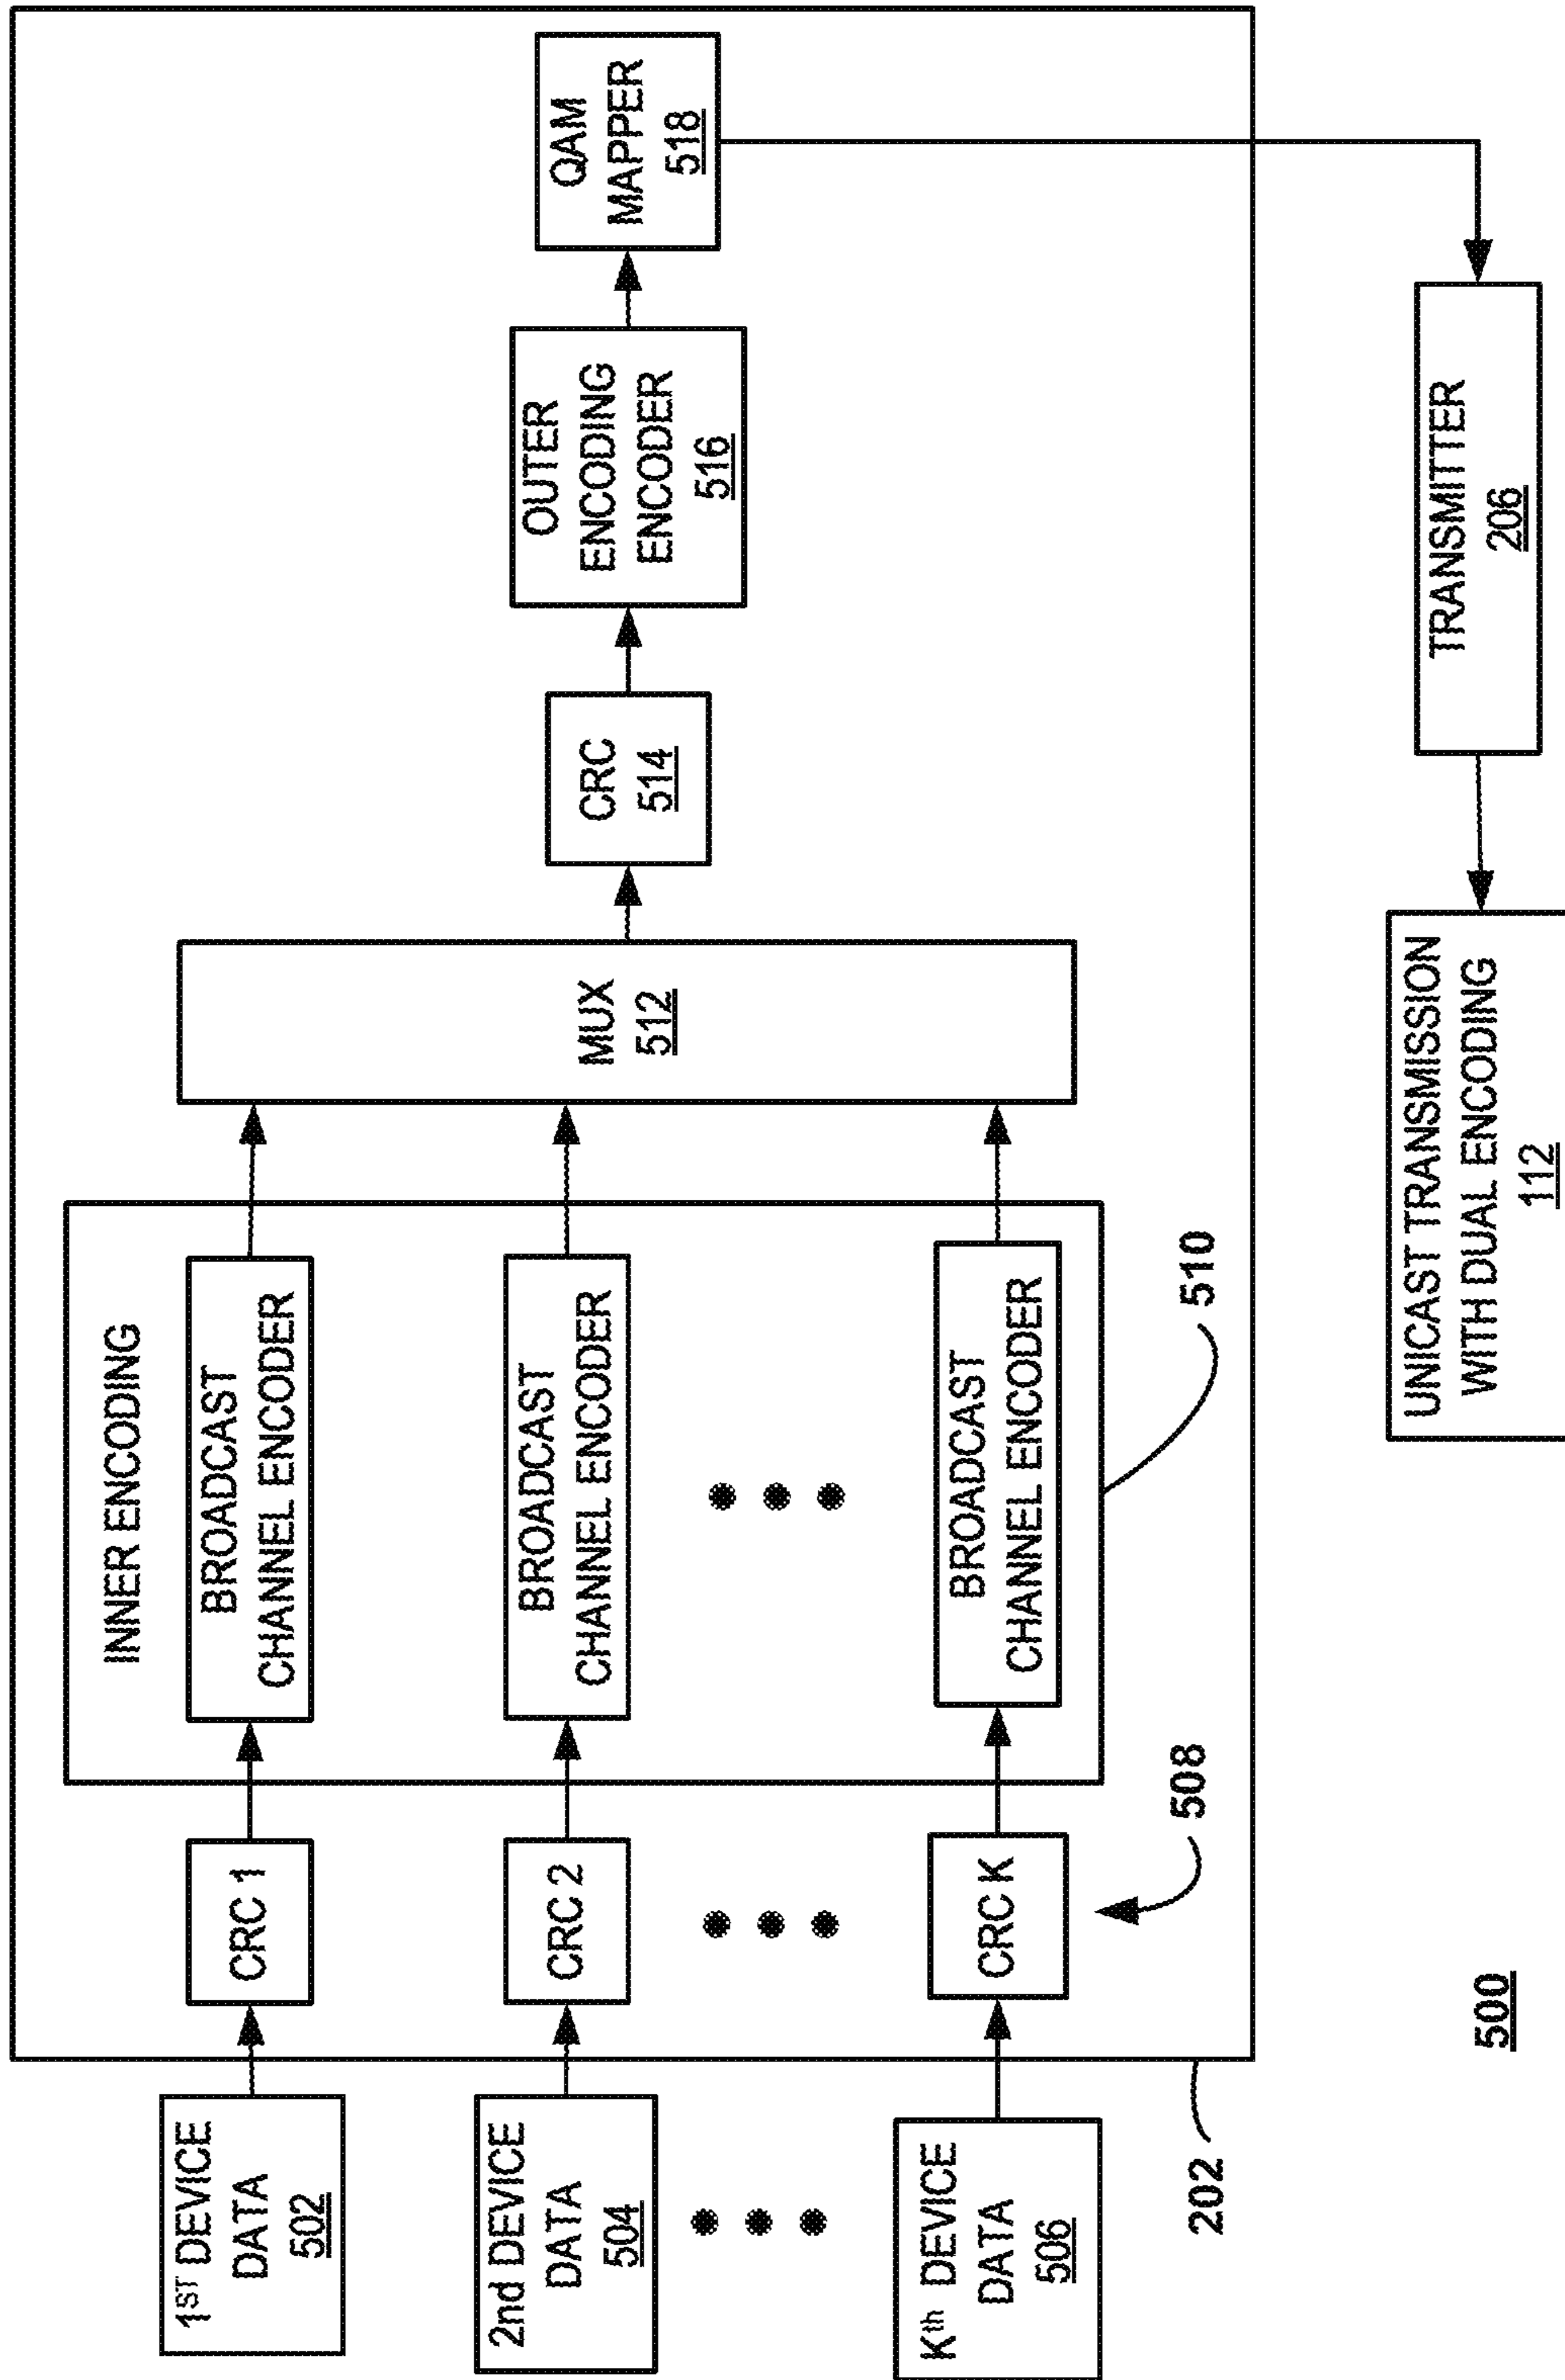 1ST DEVICE
DATA
502
CRC 1
2nd DEVICE
DATA
504
CRC 2
Kth DEVICE
DATA
506
CRC K
508
202
INNER ENCODING
BROADCAST
CHANNEL ENCODER
BROADCAST
CHANNEL ENCODER
BROADCAST
CHANNEL ENCODER
510
MUX
512
CRC
514
OUTER
ENCODING
ENCODER
516
QAM
MAPPER
518
TRANSMITTER
206
UNICAST TRANSMISSION
WITH DUAL ENCODING
112
500